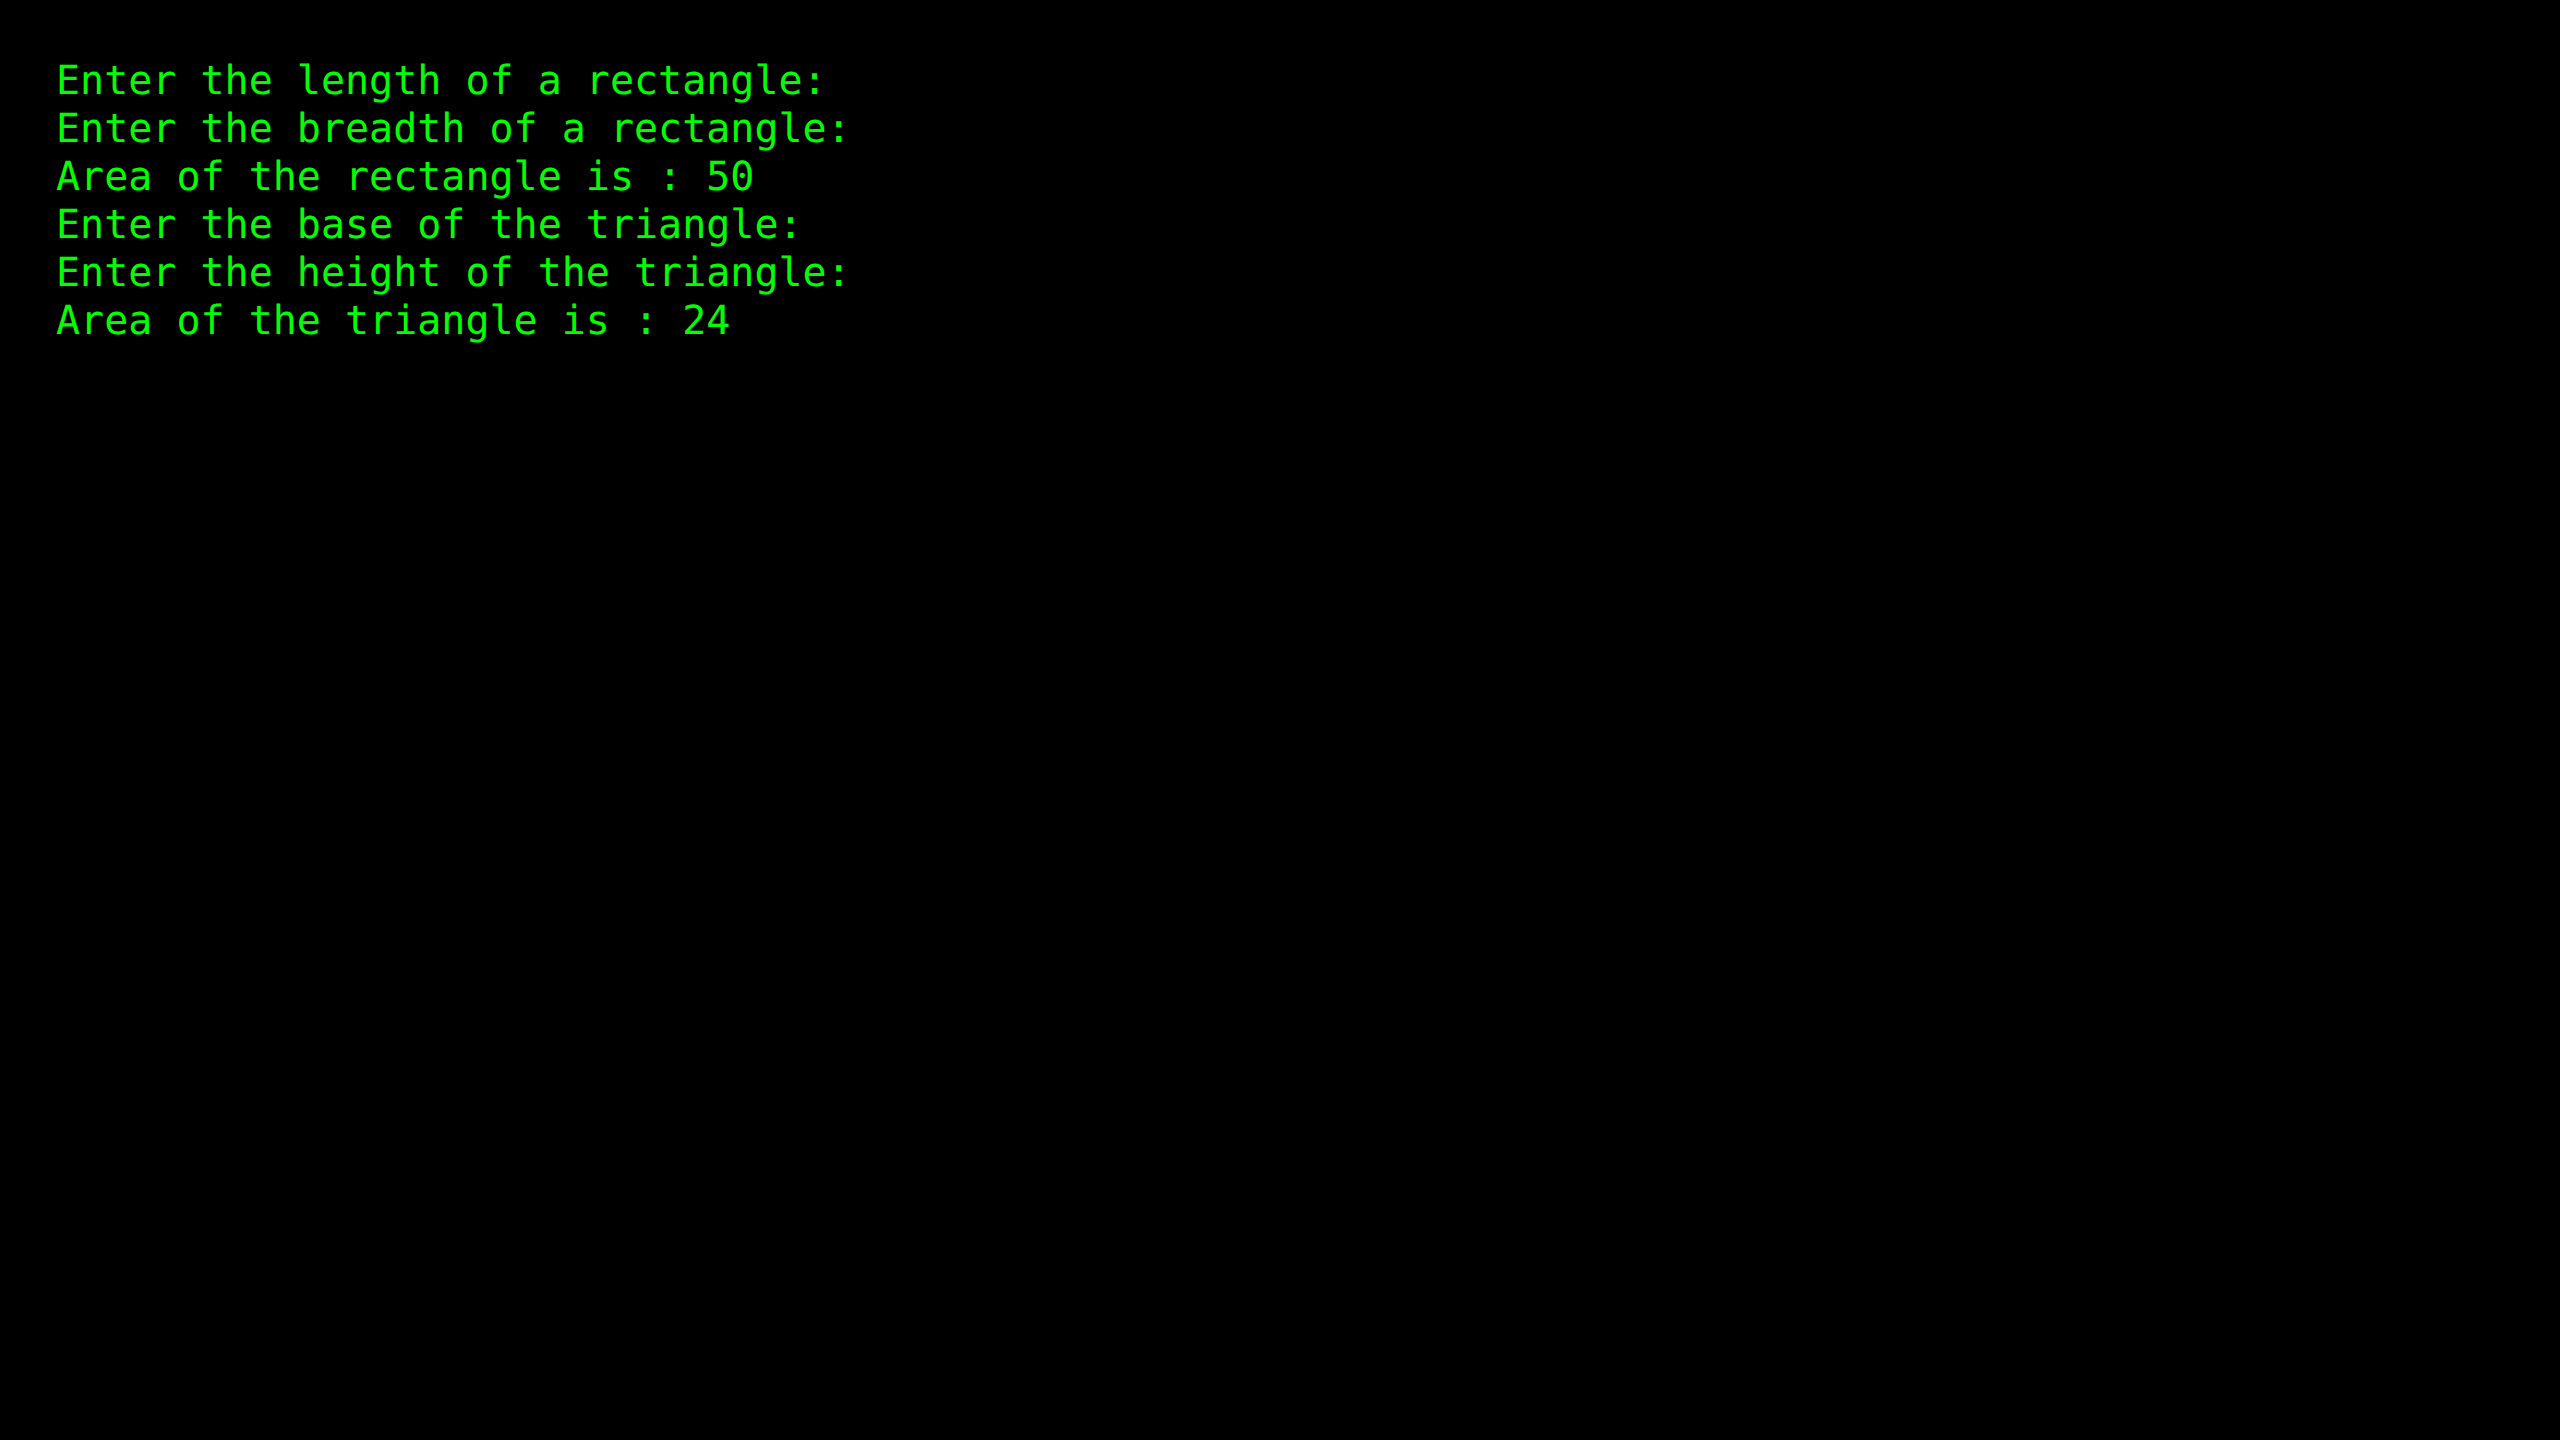 Enter the length of a rectangle:
Enter the breadth of a rectangle:
Area of the rectangle is : 50
Enter the base of the triangle:
Enter the height of the triangle:
Area of the triangle is : 24